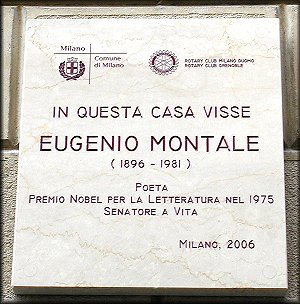 Milano
Comune
di Milano
ROTARY CLUB MILANO DUOMO
ROTARY CLUB GRENOBLE
IN QUESTA CASA VISSE
EUGENIO MONTALE
( 1896 - 1981 )
POETA
PREMIO NOBEL PER LA LETTERATURA NEL 1975
SENATORE A VITA
MILANO, 2006